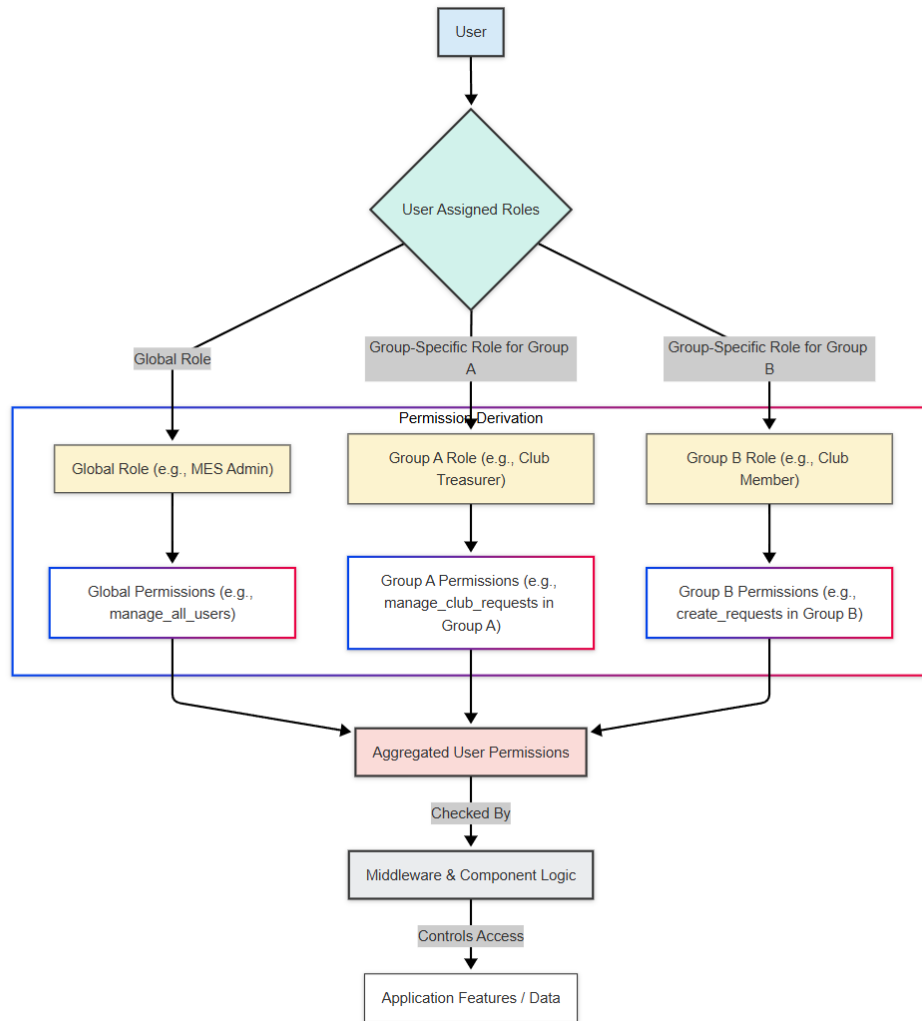 User
User Assigned Roles
Global Role
Group-Specific Role for Group
A
Group-Specific Role for Group
B
Permission Derivation
Global Role (e.g., MES Admin)
Group A Role (e.g., Club
Treasurer)
Group B Role (e.g., Club
Member)
Global Permissions (e.g.,
manage_all_users)
Group A Permissions (e.g.,
manage_club_requests in
Group A)
Group B Permissions (e.g.,
create_requests in Group B)
Aggregated User Permissions
Checked By
Middleware & Component Logic
Controls Access
Application Features / Data